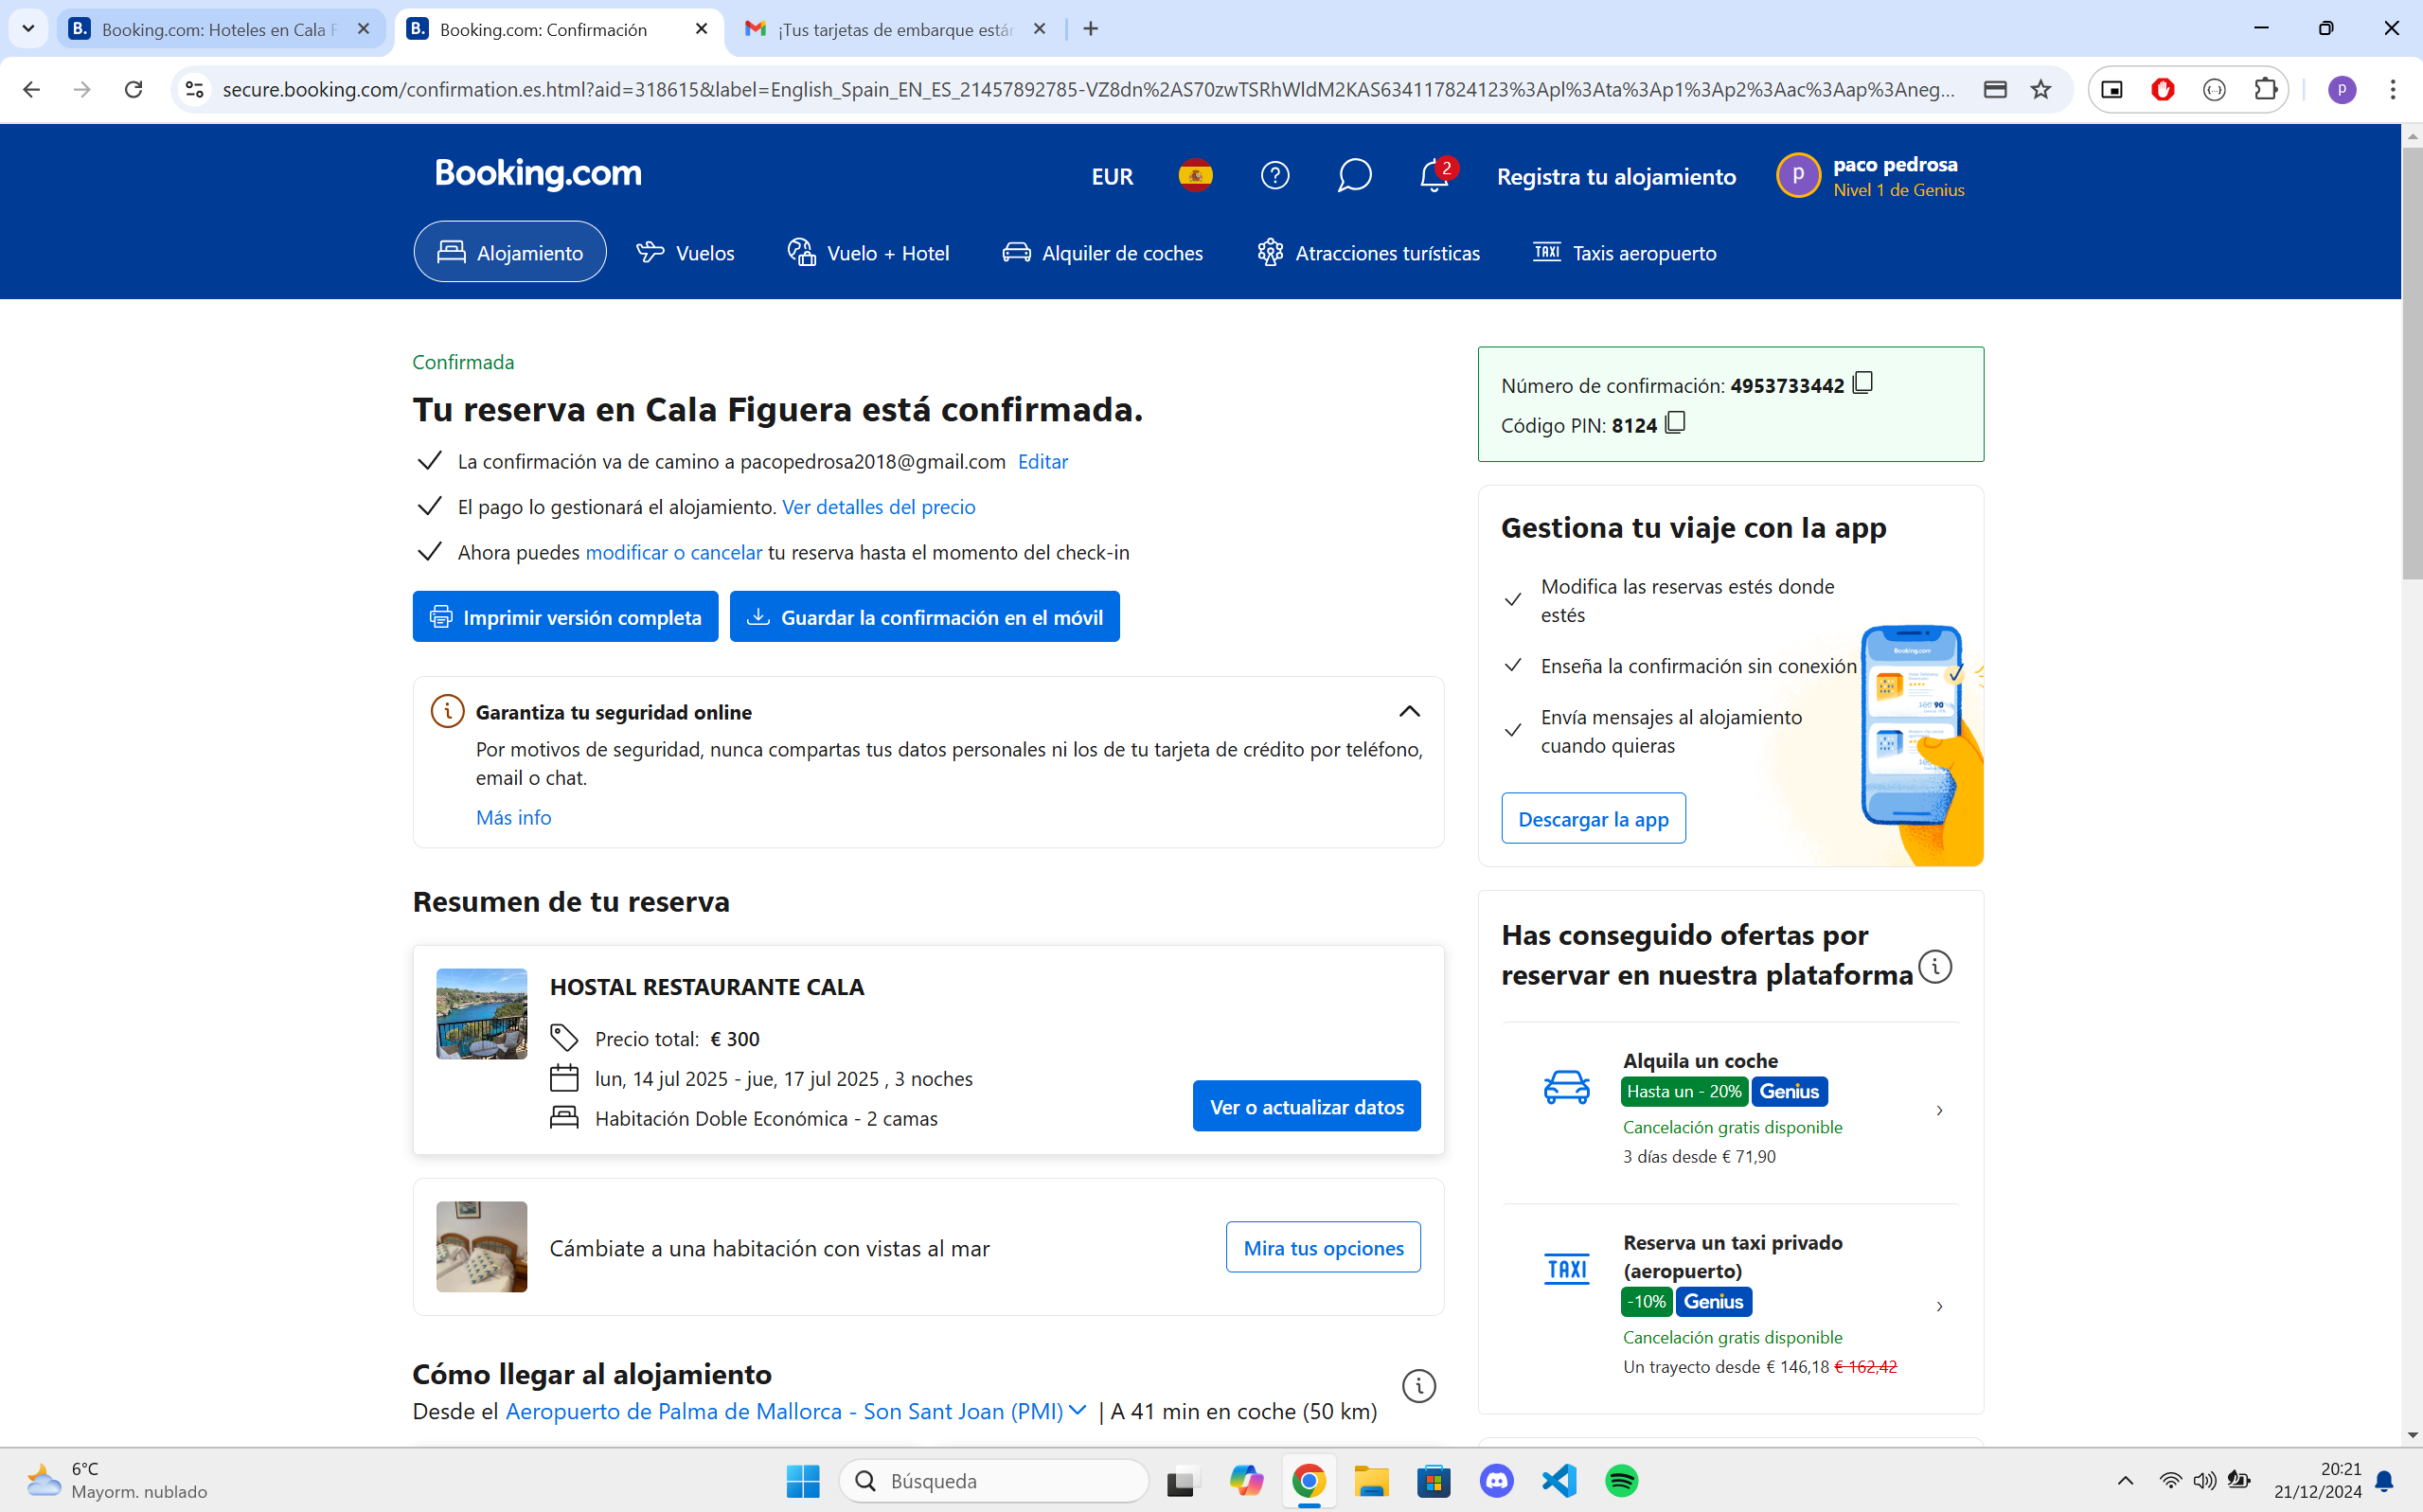 Booking.com: Hoteles en Cala F
Booking.com: Confirmación
¡Tus tarjetas de embarque están
secure.booking.com/confirmation.es.html?aid=318615&label=English_Spain_EN_ES_21457892785-VZ8dn%2AS70zwTSRhWldM2KAS634117824123%3Apl%3Ata%3Ap1%3Ap2%3Aac%3Aap%3Aneg...
P
Booking.com
EUR
2
Registra tu alojamiento
P
paco pedrosa
Nivel 1 de Genius
Alojamiento
Vuelos
Vuelo + Hotel
Alquiler de coches
Atracciones turísticas
TAXI
Taxis aeropuerto
Confirmada
Tu reserva en Cala Figuera está confirmada.
La confirmación va de camino a pacopedrosa2018@gmail.com Editar
El pago lo gestionará el alojamiento. Ver detalles del precio
Ahora puedes modificar o cancelar tu reserva hasta el momento del check-in
Imprimir versión completa
Guardar la confirmación en el móvil
Garantiza tu seguridad online
Por motivos de seguridad, nunca compartas tus datos personales ni los de tu tarjeta de crédito por teléfono,
email o chat.
Más info
Resumen de tu reserva
HOSTAL RESTAURANTE CALA
Precio total: € 300
lun, 14 jul 2025 - jue, 17 jul 2025 , 3 noches
Habitación Doble Económica - 2 camas
Ver o actualizar datos
Cámbiate a una habitación con vistas al mar
Mira tus opciones
Cómo llegar al alojamiento
Desde el Aeropuerto de Palma de Mallorca - Son Sant Joan (PMI) | A 41 min en coche (50 km)
Número de confirmación: 4953733442
Código PIN: 8124
Gestiona tu viaje con la app
Modifica las reservas estés donde
estés
Enseña la confirmación sin conexión
Envía mensajes al alojamiento
cuando quieras
Booking.com
90
Descargar la app
Has conseguido ofertas por
reservar en nuestra plataforma
Alquila un coche
Hasta un - 20% Genius
Cancelación gratis disponible
3 días desde € 71,90
TAXI
Reserva un taxi privado
(aeropuerto)
-10% Genius
Cancelación gratis disponible
Un trayecto desde € 146,18 € 162,42
6°C
Mayorm. nublado
Búsqueda
20:21
21/12/2024